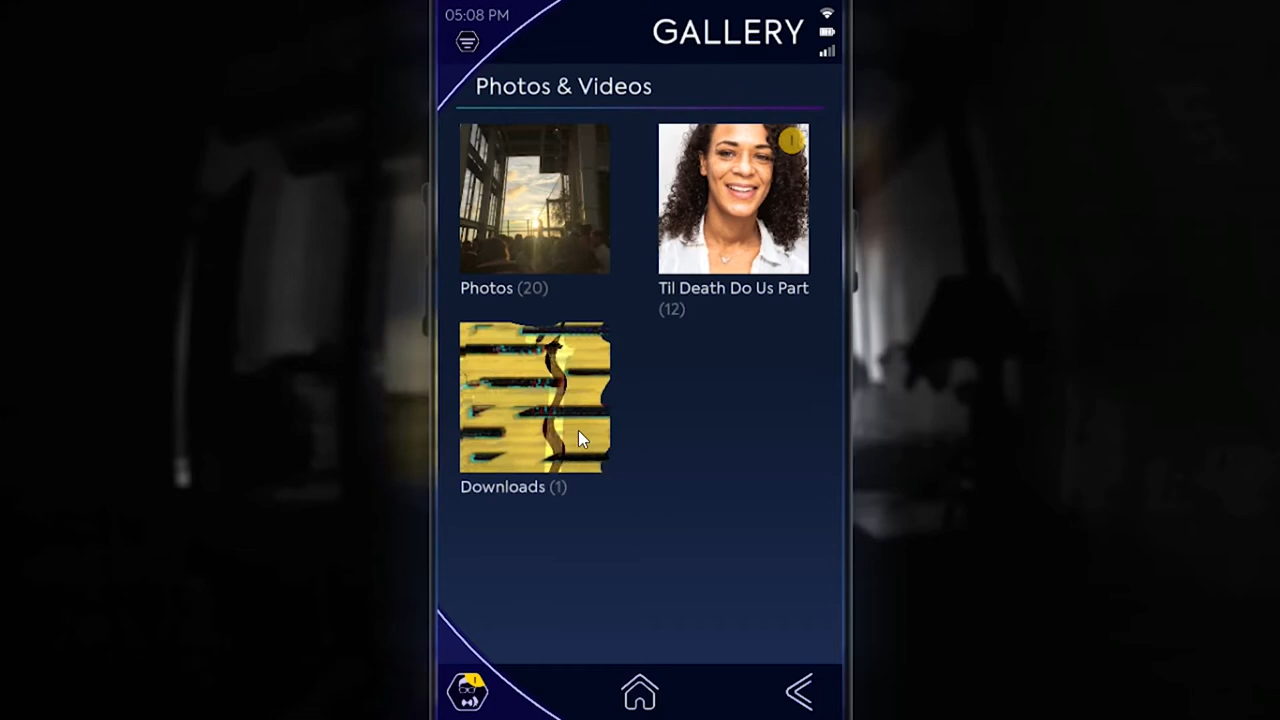 05:08 PM
GALLERY
Photos & Videos
Photos (20)
Til Death Do Us Part
(12)
Downloads (1)